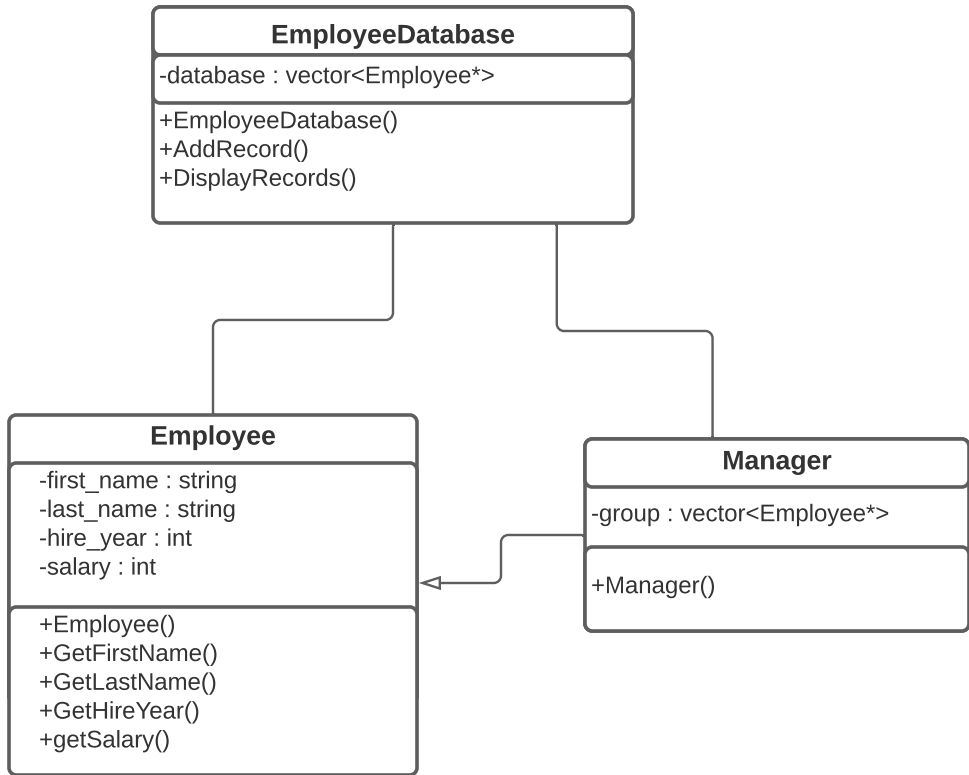 EmployeeDatabase
-database : vector<Employee*>
+EmployeeDatabase()
+AddRecord()
+DisplayRecords()
Employee
-first_name : string
-last_name : string
-hire_year : int
-salary : int
+Employee()
+GetFirstName()
+GetLastName()
+GetHireYear()
+getSalary()
Manager
-group : vector<Employee*>
+Manager()